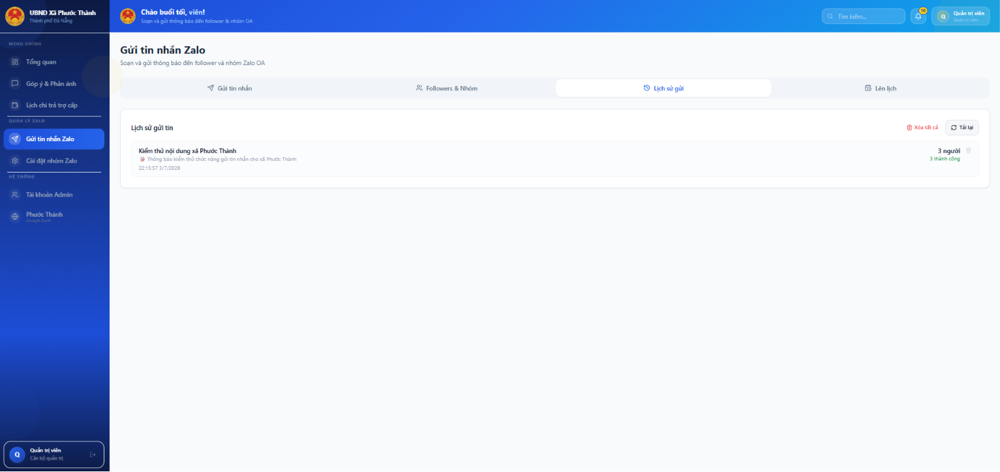 UBND Xã Phước Thành
Thành phố Đà Nẵng
MENU CHÍNH
Tổng quan
Góp ý & Phản ánh
Lịch chi trả trợ cấp
QUẢN LÝ ZALO
Gửi tin nhắn Zalo
Cài đặt nhóm Zalo
HỆ THỐNG
Tài khoản Admin
Phước Thành
Google Earth
Q
Quản trị viên
Cán bộ quản trị
Chào buổi tối, viên!
Soạn và gửi thông báo đến follower & nhóm OA
Tìm kiếm...
10
Q
Quản trị viên
Quản trị viên
Gửi tin nhắn Zalo
Soạn và gửi thông báo đến follower và nhóm Zalo OA
Gửi tin nhắn
Followers & Nhóm
Lịch sử gửi
Lên lịch
Lịch sử gửi tin
Xóa tất cả
Tải lại
Kiểm thử nội dung xã Phước Thành
Thông báo kiểm thử chức năng gửi tin nhắn cho xã Phước Thành
22:15:57 3/7/2026
3 người
3 thành công